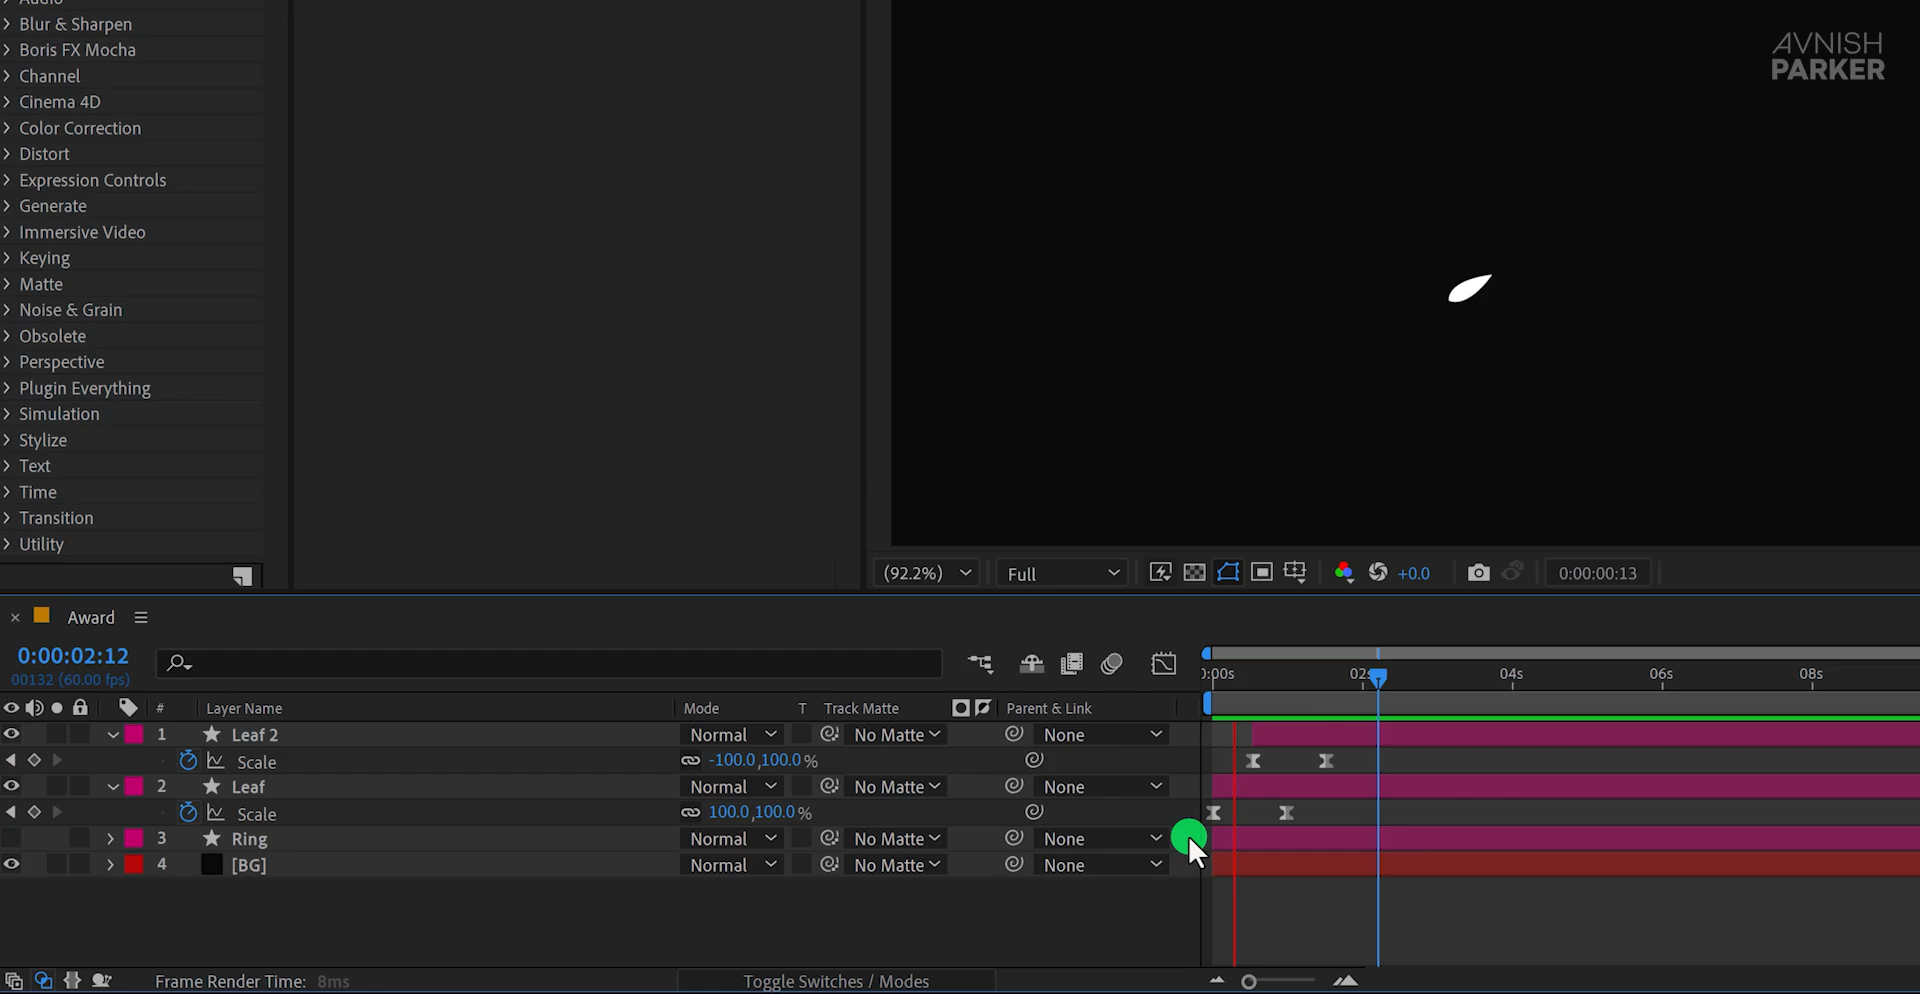 Audio
Blur & Sharpen
Boris FX Mocha
Channel
Cinema 4D
Color Correction
Distort
Expression Controls
Generate
Immersive Video
Keying
Matte
Noise & Grain
Obsolete
Perspective
Plugin Everything
Simulation
Stylize
Text
Time
Transition
Utility
AVNISH
PARKER
(92.2%) Full +0.0 0:00:00:13
Award
0:00:02:12
00132 (60.00 fps)
0:00s 02s 04s 06s 08s
# Layer Name Mode T Track Matte Parent & Link
1 Leaf 2 Normal No Matte None
Scale -100.0,100.0%
2 Leaf Normal No Matte None
Scale 100.0,100.0%
3 Ring Normal No Matte None
4 [BG] Normal No Matte None
Frame Render Time: 8ms Toggle Switches / Modes